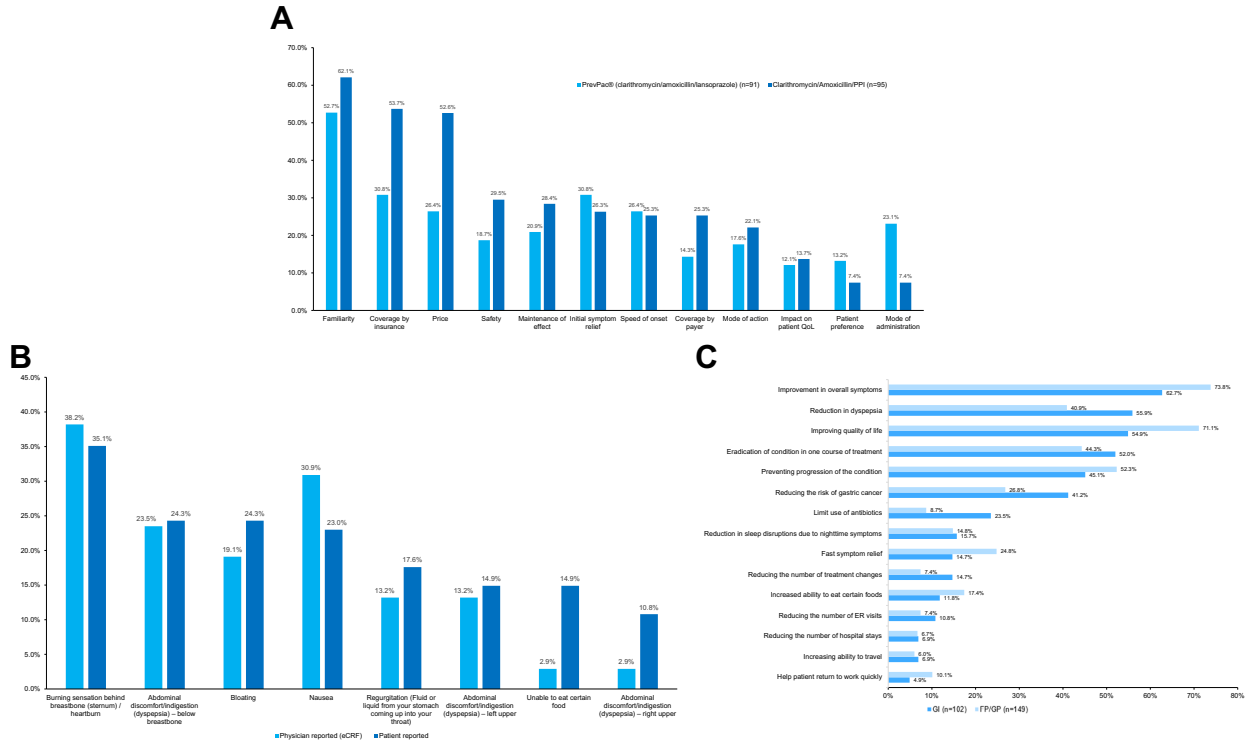 A
70.0%
60.0%
50.0%
40.0%
30.0%
20.0%
10.0%
0.0%
PrevPac® (clarithromycin/amoxicillin/lansoprazole) (n=91)
Clarithromycin/Amoxicillin/PPI (n=95)
52.7% 62.1%
30.8% 53.7%
26.4% 52.6%
18.7% 29.5%
20.9% 28.4%
30.8% 26.3%
26.4% 25.3%
14.3% 25.3%
17.6% 22.1%
12.1% 13.7%
13.2% 7.4%
23.1% 7.4%
Familiarity
Coverage by
insurance
Price
Safety
Maintenance of
effect
Initial symptom
relief
Speed of onset
Coverage by
payer
Mode of action
Impact on
patient QoL
Patient
preference
Mode of
administration
B
45.0%
40.0%
35.0%
30.0%
25.0%
20.0%
15.0%
10.0%
5.0%
0.0%
38.2% 35.1%
23.5% 24.3%
19.1% 24.3%
30.9% 23.0%
13.2% 17.6%
13.2% 14.9%
2.9% 14.9%
2.9% 10.8%
Burning sensation behind
breastbone (sternum) /
heartburn
Abdominal
discomfort/indigestion
(dyspepsia) – below
breastbone
Bloating
Nausea
Regurgitation (Fluid or
liquid from your stomach
coming up into your
throat)
Abdominal
discomfort/indigestion
(dyspepsia) – left upper
Unable to eat certain
food
Abdominal
discomfort/indigestion
(dyspepsia) – right upper
Physician reported (eCRF)
Patient reported
C
Improvement in overall symptoms
73.8%
62.7%
Reduction in dyspepsia
40.9%
55.9%
Improving quality of life
71.1%
54.9%
Eradication of condition in one course of treatment
44.3%
52.0%
Preventing progression of the condition
52.3%
45.1%
Reducing the risk of gastric cancer
26.8%
41.2%
Limit use of antibiotics
8.7%
23.5%
Reduction in sleep disruptions due to nighttime symptoms
14.8%
15.7%
Fast symptom relief
24.8%
14.7%
Reducing the number of treatment changes
7.4%
14.7%
Increased ability to eat certain foods
17.4%
11.8%
Reducing the number of ER visits
7.4%
10.8%
Reducing the number of hospital stays
6.7%
6.9%
Increasing ability to travel
6.0%
6.9%
Help patient return to work quickly
10.1%
4.9%
0% 10% 20% 30% 40% 50% 60% 70% 80%
GI (n=102)
FP/GP (n=149)